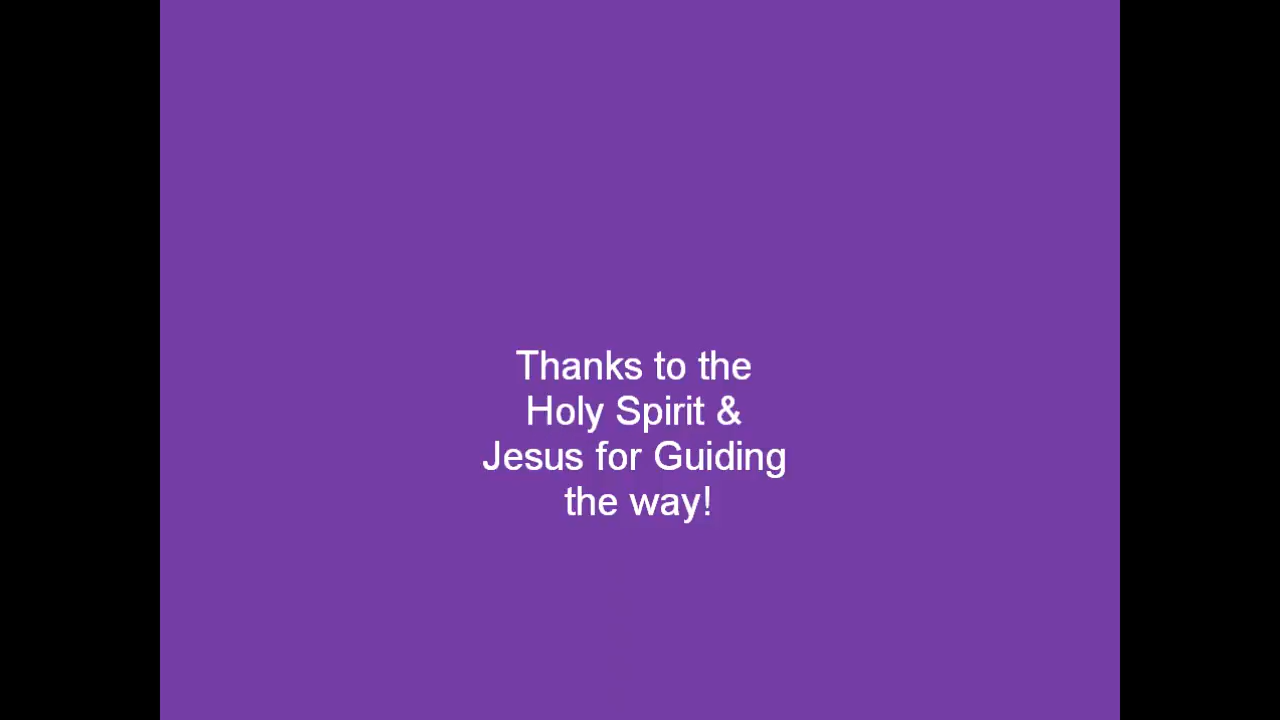 Thanks to the
Holy Spirit &
Jesus for Guiding
the way!